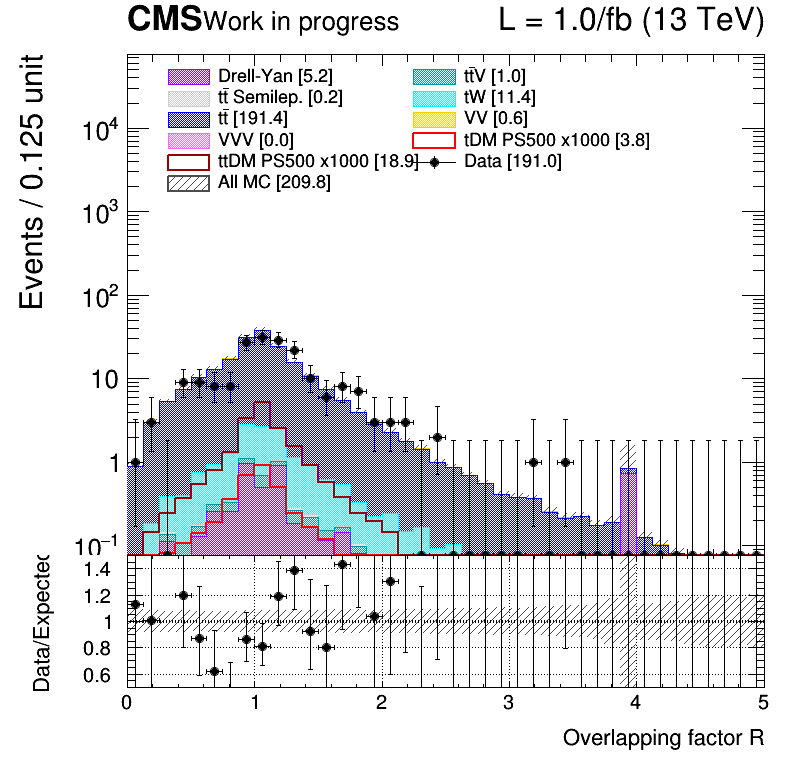 CMS Work in progress L = 1.0/fb (13 TeV)
Events / 0.125 unit
Drell-Yan [5.2] tt̄V [1.0]
tt̄ Semilep. [0.2] tW [11.4]
tt̄ [191.4] VV [0.6]
VVV [0.0] tDM PS500 x1000 [3.8]
ttDM PS500 x1000 [18.9] Data [191.0]
All MC [209.8]
10⁴
10³
10²
10
1
10⁻¹
Data/Expected
1.4
1.2
1
0.8
0.6
0 1 2 3 4 5
Overlapping factor R